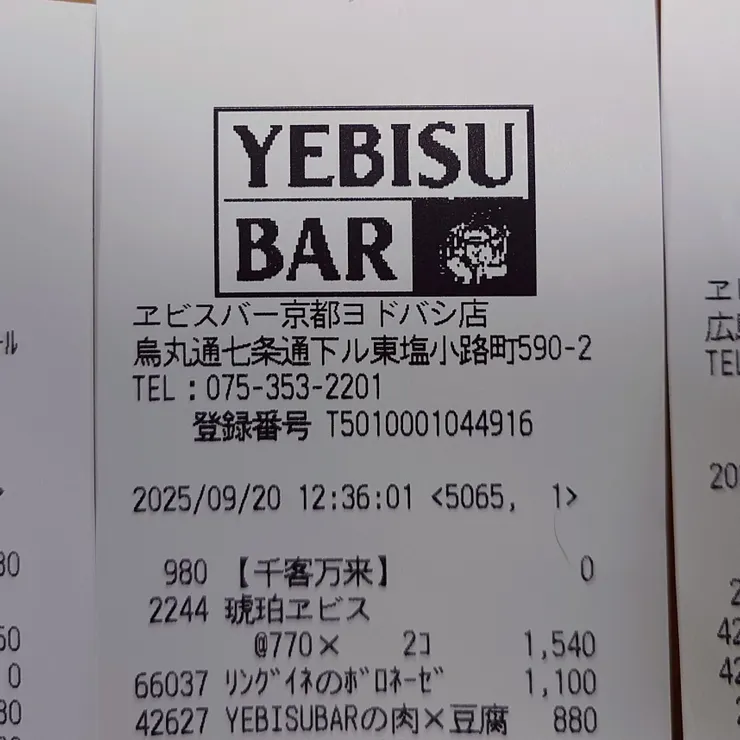 YEBISU
BAR
ヱビスバー京都ヨドバシ店
烏丸通七条通下ル東塩小路町590-2
TEL:075-353-2201
登録番号 T5010001044916
2025/09/20 12:36:01 <5065, 1>
980 【千客万来】 0
2244 琥珀ヱビス
@770× 2コ 1,540
66037 リングイネのボロネーゼ 1,100
42627 YEBISUBARの肉×豆腐 880